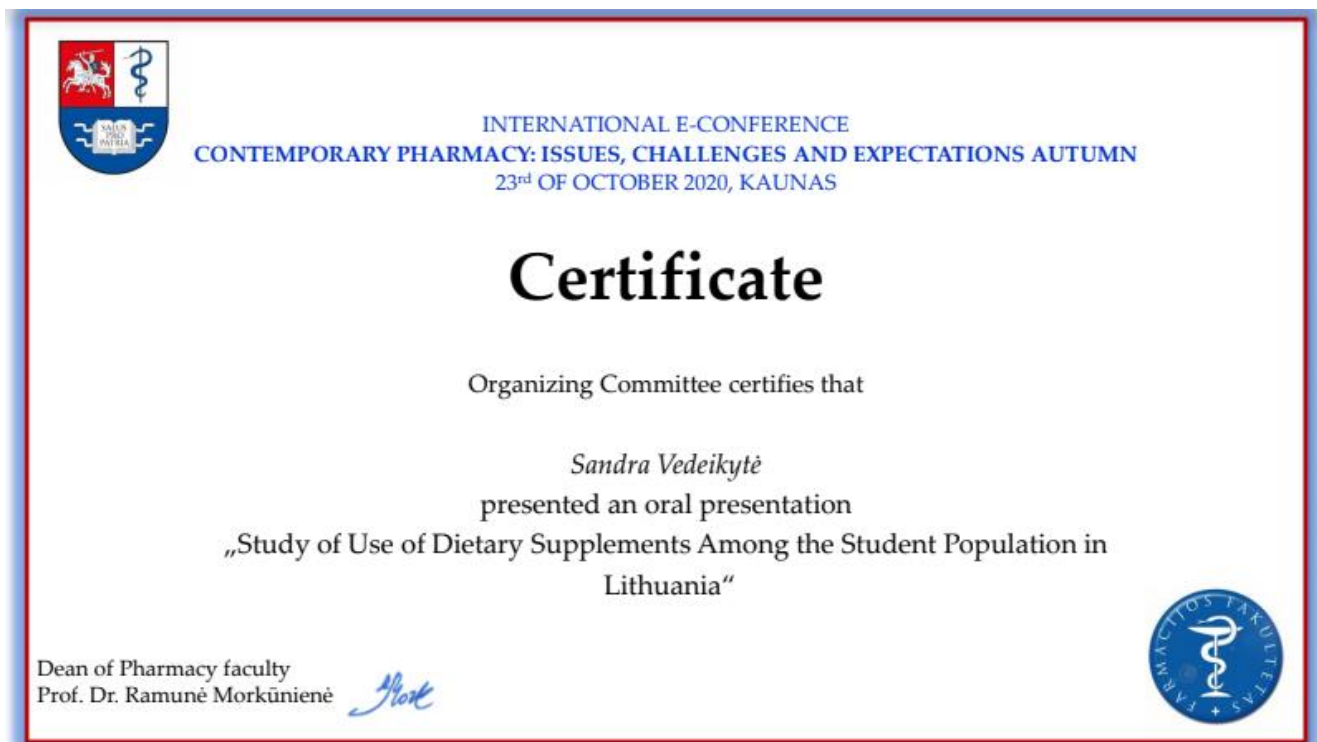 SALUS
PRO
PATRIA
INTERNATIONAL E-CONFERENCE
CONTEMPORARY PHARMACY: ISSUES, CHALLENGES AND EXPECTATIONS AUTUMN
23rd OF OCTOBER 2020, KAUNAS
Certificate
Organizing Committee certifies that
Sandra Vedeikytė
presented an oral presentation
„Study of Use of Dietary Supplements Among the Student Population in
Lithuania“
Dean of Pharmacy faculty
Prof. Dr. Ramunė Morkūnienė
FARMACIJOS FAKULTETAS